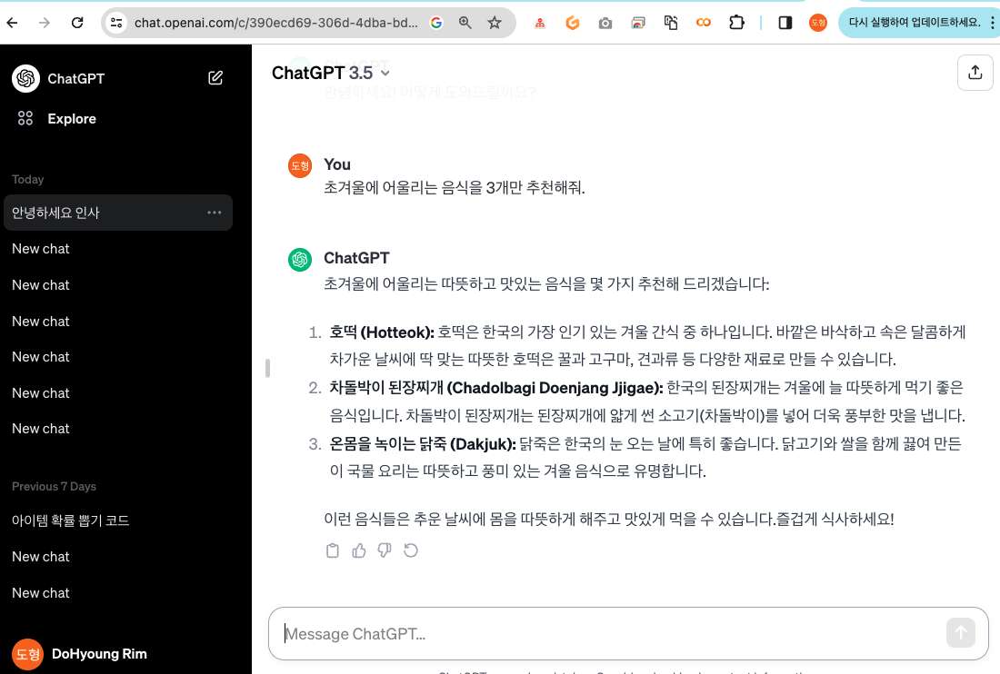 chat.openai.com/c/390ecd69-306d-4dba-bd...
도형
다시 실행하여 업데이트하세요.
ChatGPT
Explore
Today
안녕하세요 인사
New chat
New chat
New chat
New chat
New chat
New chat
Previous 7 Days
아이템 확률 뽑기 코드
New chat
New chat
도형
DoHyoung Rim
ChatGPT
ChatGPT 3.5
안녕하세요! 어떻게 도와드릴까요?
도형
You
초겨울에 어울리는 음식을 3개만 추천해줘.
ChatGPT
초겨울에 어울리는 따뜻하고 맛있는 음식을 몇 가지 추천해 드리겠습니다:
1. 호떡 (Hotteok): 호떡은 한국의 가장 인기 있는 겨울 간식 중 하나입니다. 바깥은 바삭하고 속은 달콤하게
차가운 날씨에 딱 맞는 따뜻한 호떡은 꿀과 고구마, 견과류 등 다양한 재료로 만들 수 있습니다.
2. 차돌박이 된장찌개 (Chadolbagi Doenjang Jjigae): 한국의 된장찌개는 겨울에 늘 따뜻하게 먹기 좋은
음식입니다. 차돌박이 된장찌개는 된장찌개에 얇게 썬 소고기(차돌박이)를 넣어 더욱 풍부한 맛을 냅니다.
3. 온몸을 녹이는 닭죽 (Dakjuk): 닭죽은 한국의 눈 오는 날에 특히 좋습니다. 닭고기와 쌀을 함께 끓여 만든
이 국물 요리는 따뜻하고 풍미 있는 겨울 음식으로 유명합니다.
이런 음식들은 추운 날씨에 몸을 따뜻하게 해주고 맛있게 먹을 수 있습니다.즐겁게 식사하세요!
Message ChatGPT...